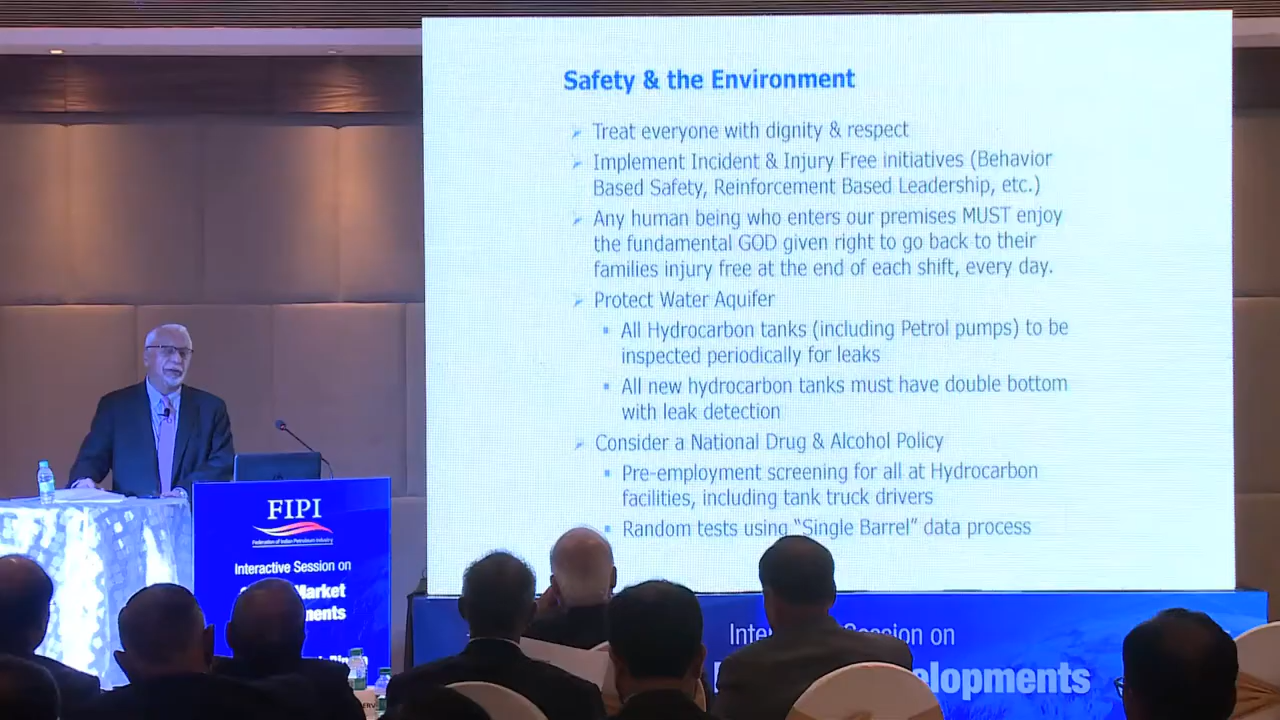 Safety & the Environment
Treat everyone with dignity & respect
Implement Incident & Injury Free initiatives (Behavior
Based Safety, Reinforcement Based Leadership, etc.)
Any human being who enters our premises MUST enjoy
the fundamental GOD given right to go back to their
families injury free at the end of each shift, every day.
Protect Water Aquifer
All Hydrocarbon tanks (including Petrol pumps) to be
inspected periodically for leaks
All new hydrocarbon tanks must have double bottom
with leak detection
Consider a National Drug & Alcohol Policy
Pre-employment screening for all at Hydrocarbon
facilities, including tank truck drivers
Random tests using “Single Barrel” data process
FIPI
Federation of Indian Petroleum Industry
Interactive Session on
Market
ments
Inte ssion on
elopments